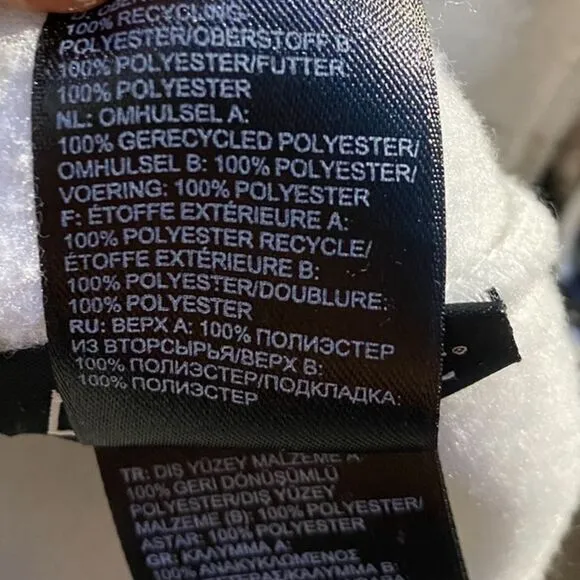 100% RECYCLING-
POLYESTER/OBERSTOFF B:
100% POLYESTER/FUTTER:
100% POLYESTER
NL: OMHULSEL A:
100% GERECYCLED POLYESTER/
OMHULSEL B: 100% POLYESTER/
VOERING: 100% POLYESTER
F: ÉTOFFE EXTÉRIEURE A:
100% POLYESTER RECYCLE/
ÉTOFFE EXTÉRIEURE B:
100% POLYESTER/DOUBLURE:
100% POLYESTER
RU: ВЕРХ А: 100% ПОЛИЭСТЕР
ИЗ ВТОРСЫРЬЯ/ВЕРХ В:
100% ПОЛИЭСТЕР/ПОДКЛАДКА:
100% ПОЛИЭСТЕР
TR: DIŞ YÜZEY MALZEME A
100% GERİ DÖNÜŞÜMLÜ
POLYESTER/DIŞ YÜZEY
MALZEME (B): 100% POLYESTER/
ASTAR: 100% POLYESTER
GR: ΚΑΛΥΜΜΑ Α:
100% ΑΝΑΚΥΚΛΩΜΕΝΟΣ
ΚΑΛΥΜΜΑ Β: